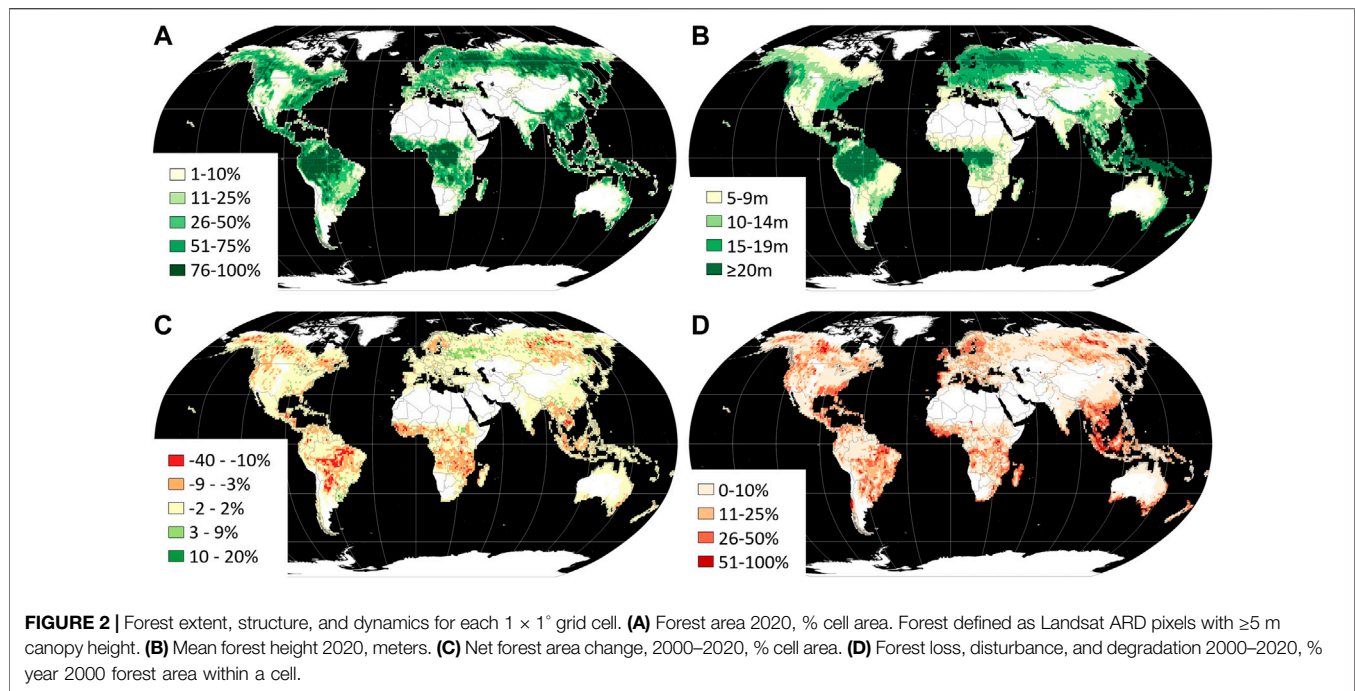 A
1-10%
11-25%
26-50%
51-75%
76-100%
B
5-9m
10-14m
15-19m
≥20m
C
-40 - -10%
-9 - -3%
-2 - 2%
3 - 9%
10 - 20%
D
0-10%
11-25%
26-50%
51-100%
FIGURE 2 | Forest extent, structure, and dynamics for each 1 × 1° grid cell. (A) Forest area 2020, % cell area. Forest defined as Landsat ARD pixels with ≥5 m
canopy height. (B) Mean forest height 2020, meters. (C) Net forest area change, 2000–2020, % cell area. (D) Forest loss, disturbance, and degradation 2000–2020, %
year 2000 forest area within a cell.